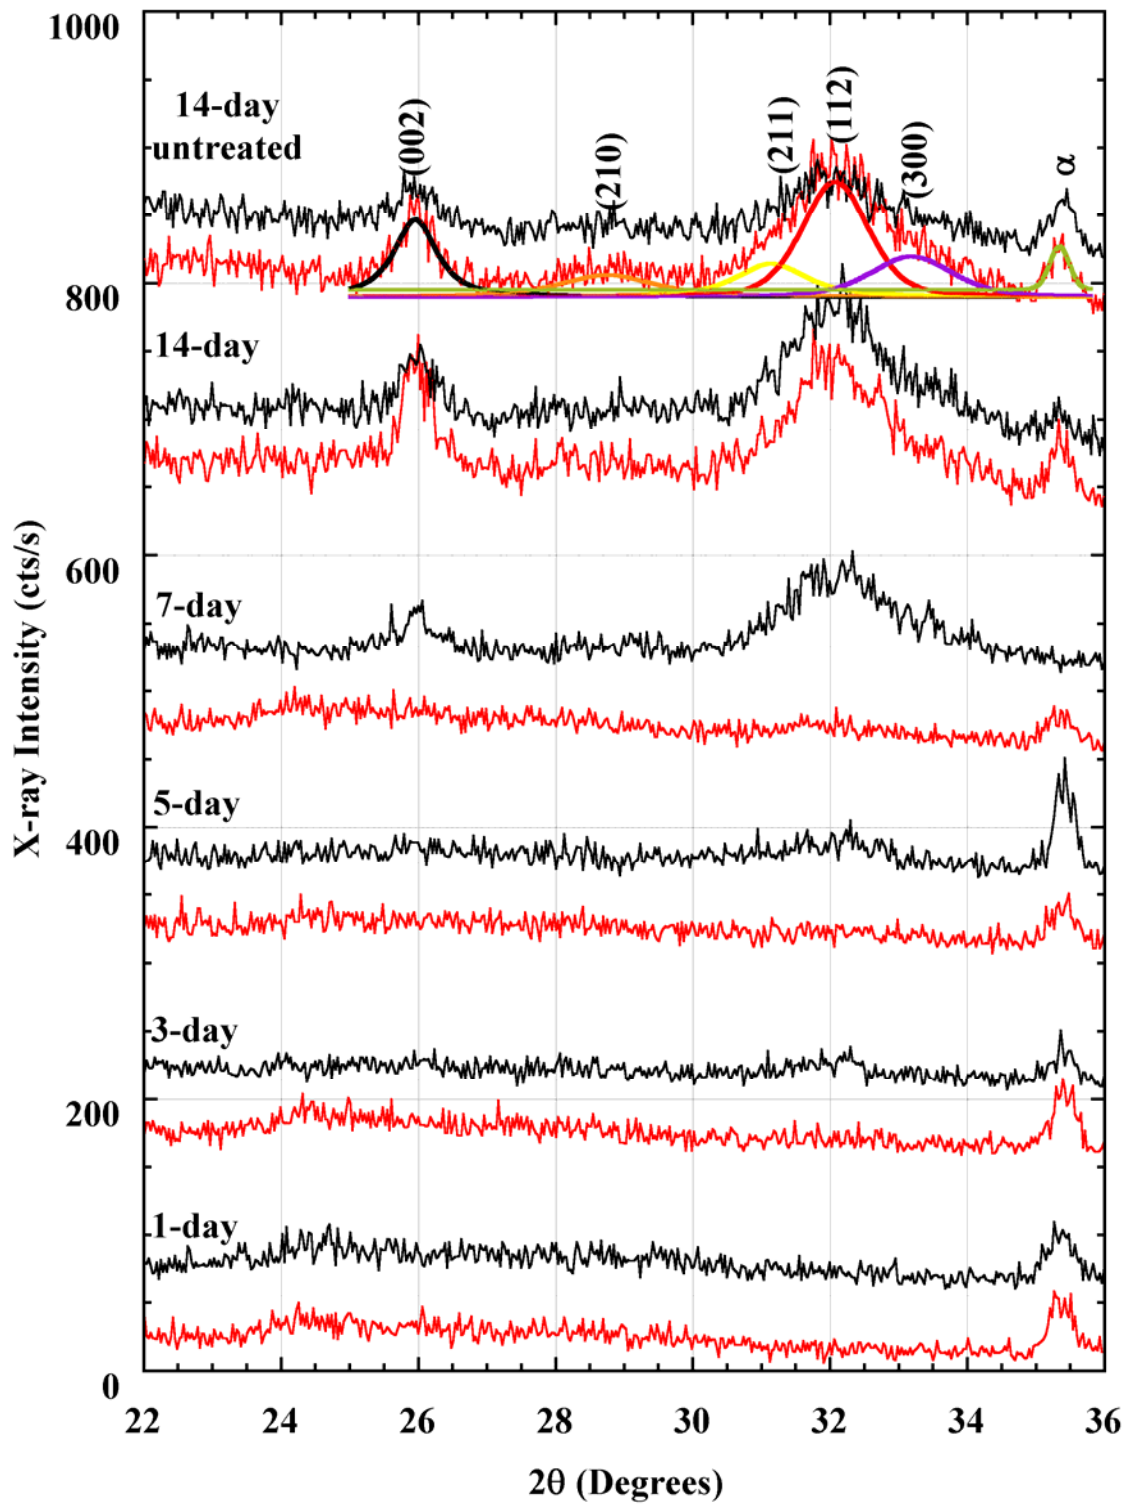 1000
14-day
untreated
(002)
(210)
(211)
(112)
(300)
α
800
14-day
600
7-day
X-ray Intensity (cts/s)
5-day
400
3-day
200
1-day
0
22 24 26 28 30 32 34 36
2θ (Degrees)